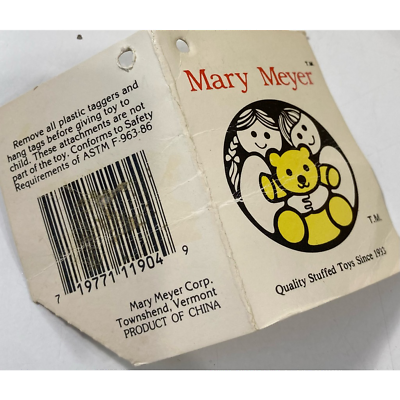 Remove all plastic taggers and
hang tags before giving toy to
child. These attachments are not
part of the toy. Conforms to Safety
Requirements of ASTM F-963-86
7 19771 11904 9
Mary Meyer Corp.
Townshend, Vermont
PRODUCT OF CHINA
Mary Meyer™
T.M.
Quality Stuffed Toys Since 1933